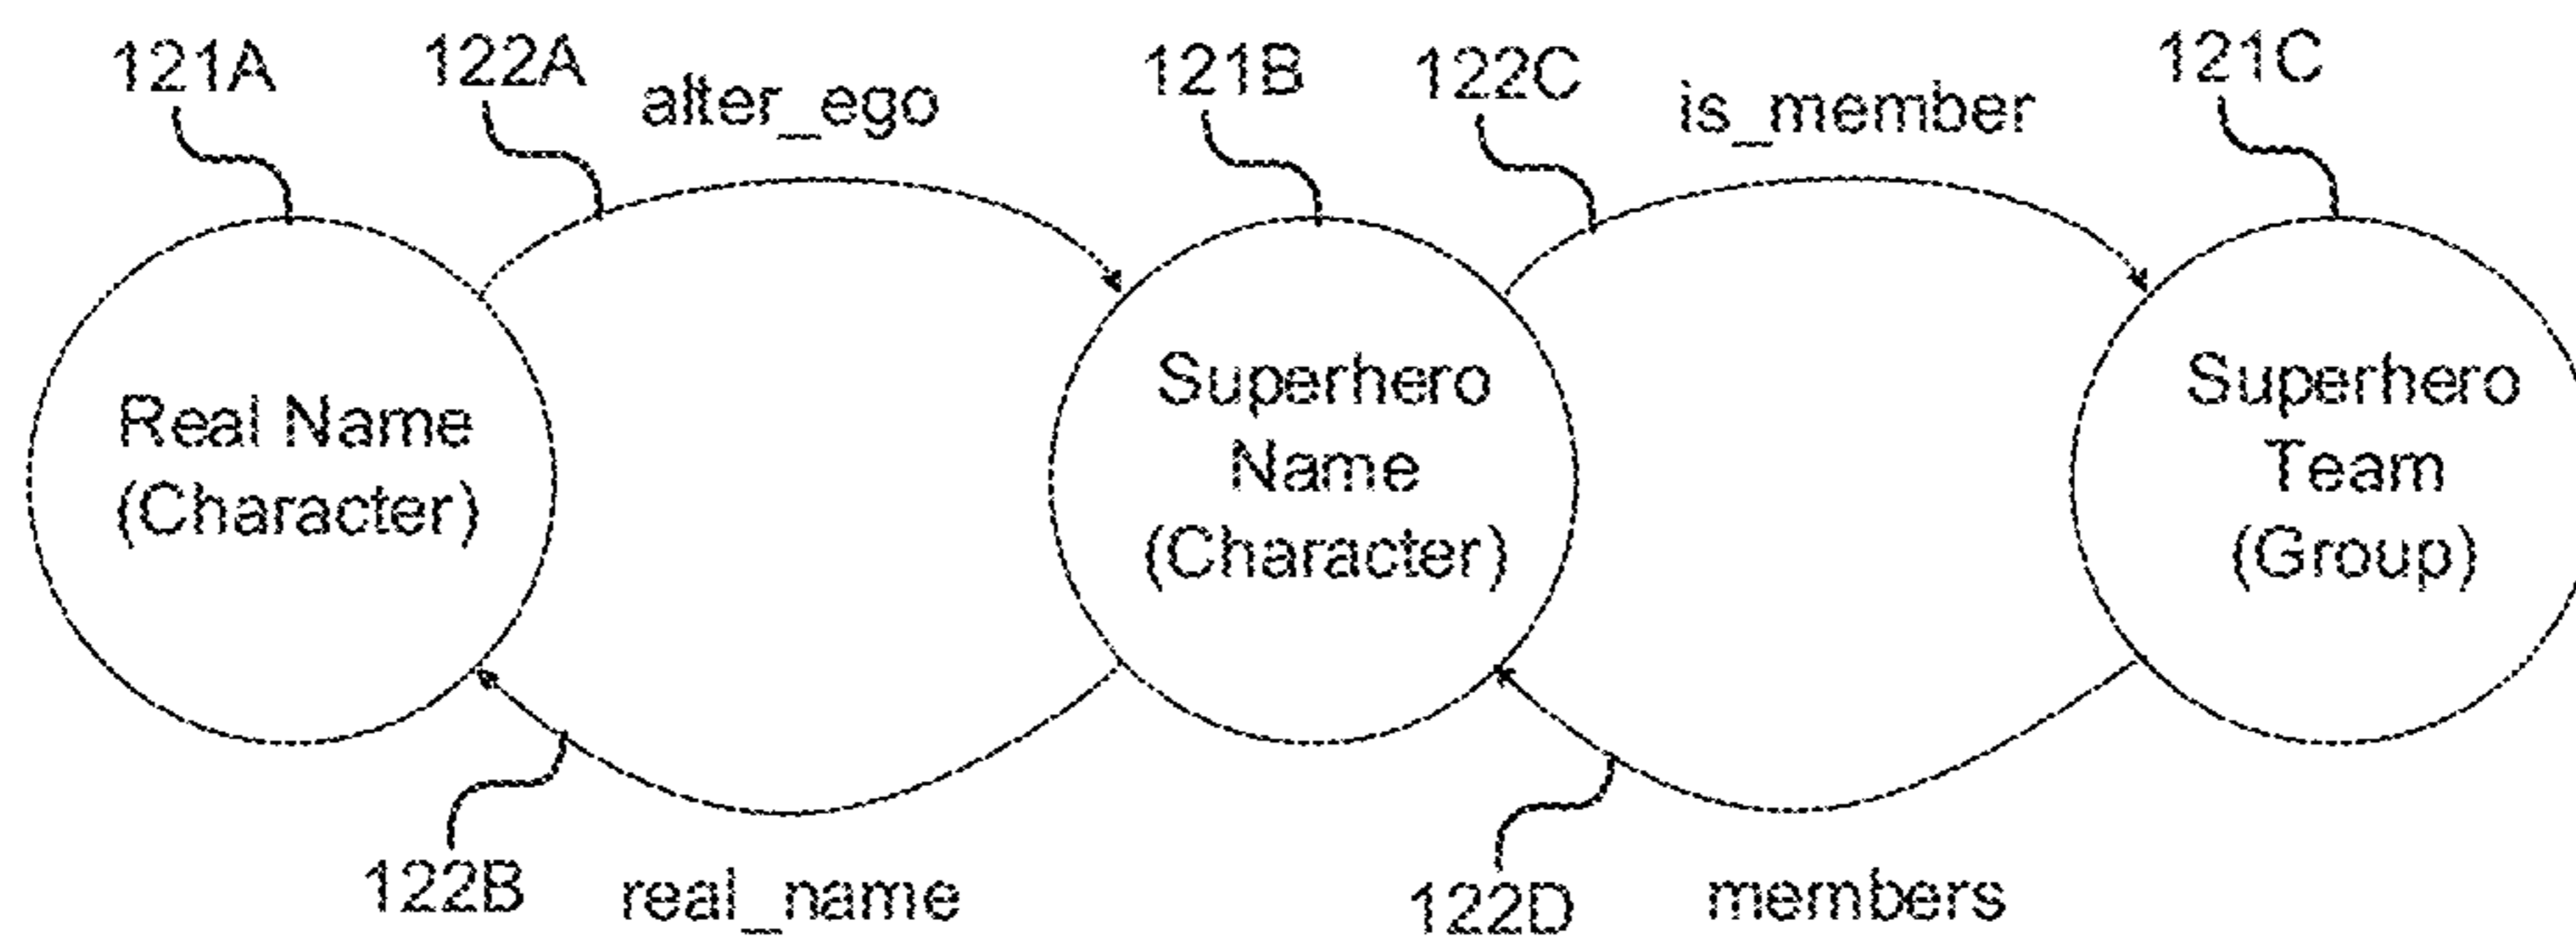 121A
122A
alter_ego
121B
122C
is_member
121C
Real Name
(Character)
Superhero
Name
(Character)
Superhero
Team
(Group)
122B
real_name
122D
members